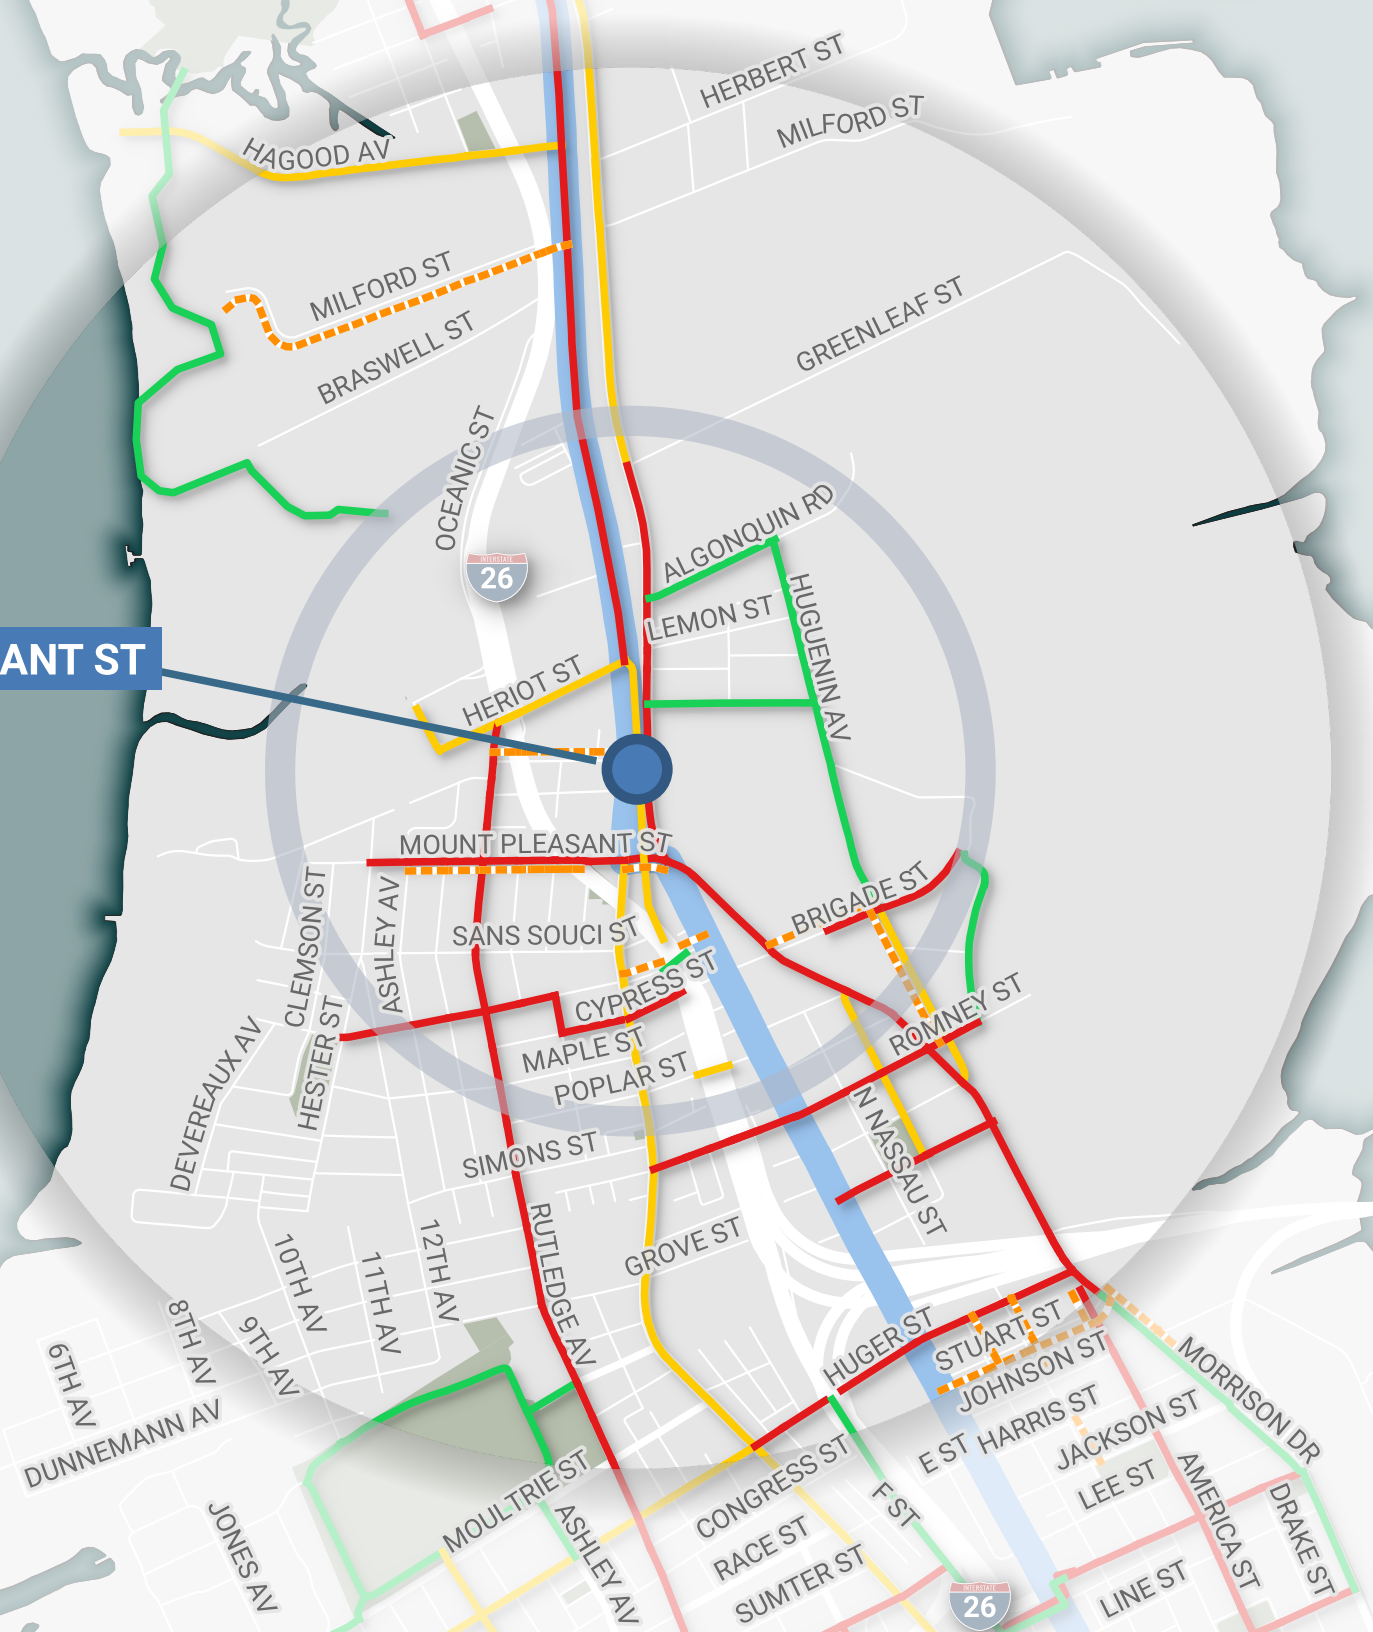 HERBERT ST
MILFORD ST
HAGOOD AV
MILFORD ST
BRASWELL ST
GREENLEAF ST
OCEANIC ST
ALGONQUIN RD
INTERSTATE
26
LEMON ST
HUGUENIN AV
ANT ST
HERIOT ST
MOUNT PLEASANT ST
CLEMSON ST
ASHLEY AV
BRIGADE ST
SANS SOUCI ST
CYPRESS ST
HESTER ST
DEVEREAUX AV
MAPLE ST
ROMNEY ST
POPLAR ST
N NASSAU ST
SIMONS ST
RUTLEDGE AV
GROVE ST
10TH AV
11TH AV
12TH AV
8TH AV
9TH AV
6TH AV
HUGER ST
STUART ST
JOHNSON ST
MORRISON DR
DUNNEMANN AV
HARRIS ST
JACKSON ST
E ST
CONGRESS ST
MOULTRIE ST
LEE ST
AMERICA ST
DRAKE ST
F ST
JONES AV
ASHLEY AV
RACE ST
SUMTER ST
LINE ST
INTERSTATE
26